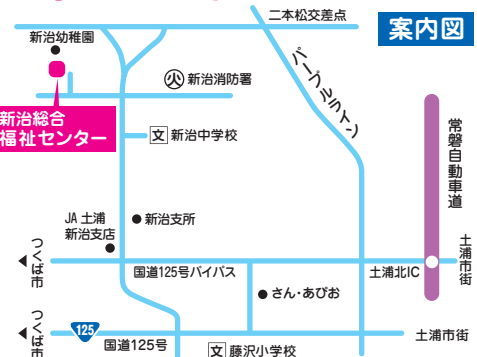 二本松交差点
案内図
新治幼稚園
火 新治消防署
パープルライン
新治総合
福祉センター
文 新治中学校
常磐自動車道
JA 土浦
新治支店
新治支所
つくば市
国道125号バイパス
土浦北IC
土浦市街
さん・あぴお
つくば市
125
国道125号
土浦市街
文 藤沢小学校